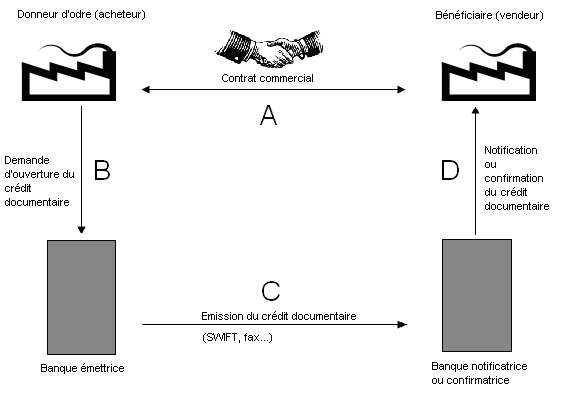 Donneur d'odre (acheteur)
Bénéficiaire (vendeur)
Contrat commercial
A
Demande
d'ouverture du
crédit
documentaire
B
D
Notification
ou
confirmation
du crédit
documentaire
C
Emission du crédit documentaire
(SWIFT, fax...)
Banque émettrice
Banque notificatrice
ou confirmatrice